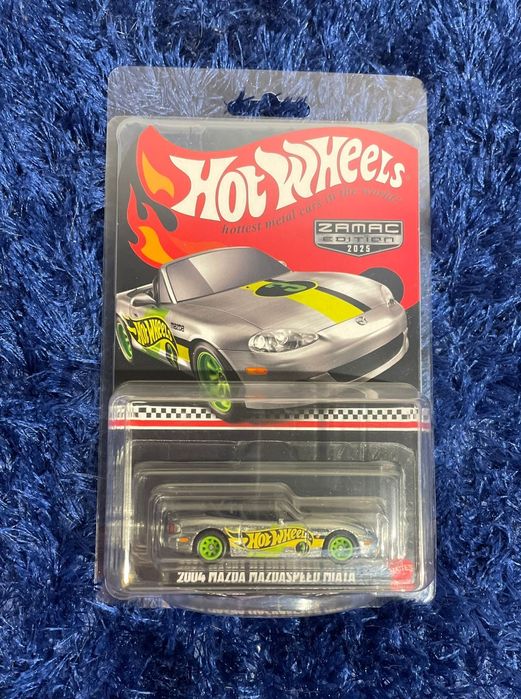 HOT WHEELS
hottest metal cars in the world
ZAMAC
EDITION
2025
3
HOT WHEELS
mazda
HOT WHEELS
2004 MAZDA MAZDASPEED MIATA